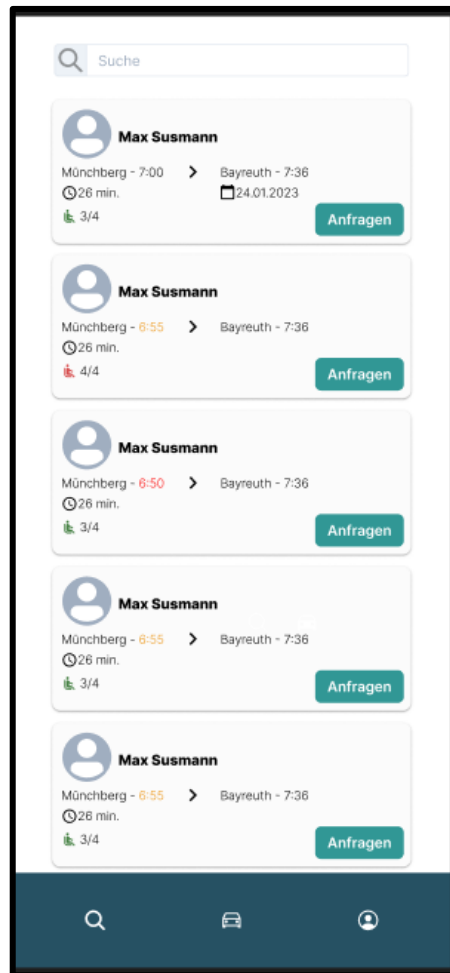 Suche
Max Susmann
Münchberg - 7:00 Bayreuth - 7:36
26 min. 24.01.2023
3/4
Anfragen
Max Susmann
Münchberg - 6:55 Bayreuth - 7:36
26 min.
4/4
Anfragen
Max Susmann
Münchberg - 6:50 Bayreuth - 7:36
26 min.
3/4
Anfragen
Max Susmann
Münchberg - 6:55 Bayreuth - 7:36
26 min.
3/4
Anfragen
Max Susmann
Münchberg - 6:55 Bayreuth - 7:36
26 min.
3/4
Anfragen